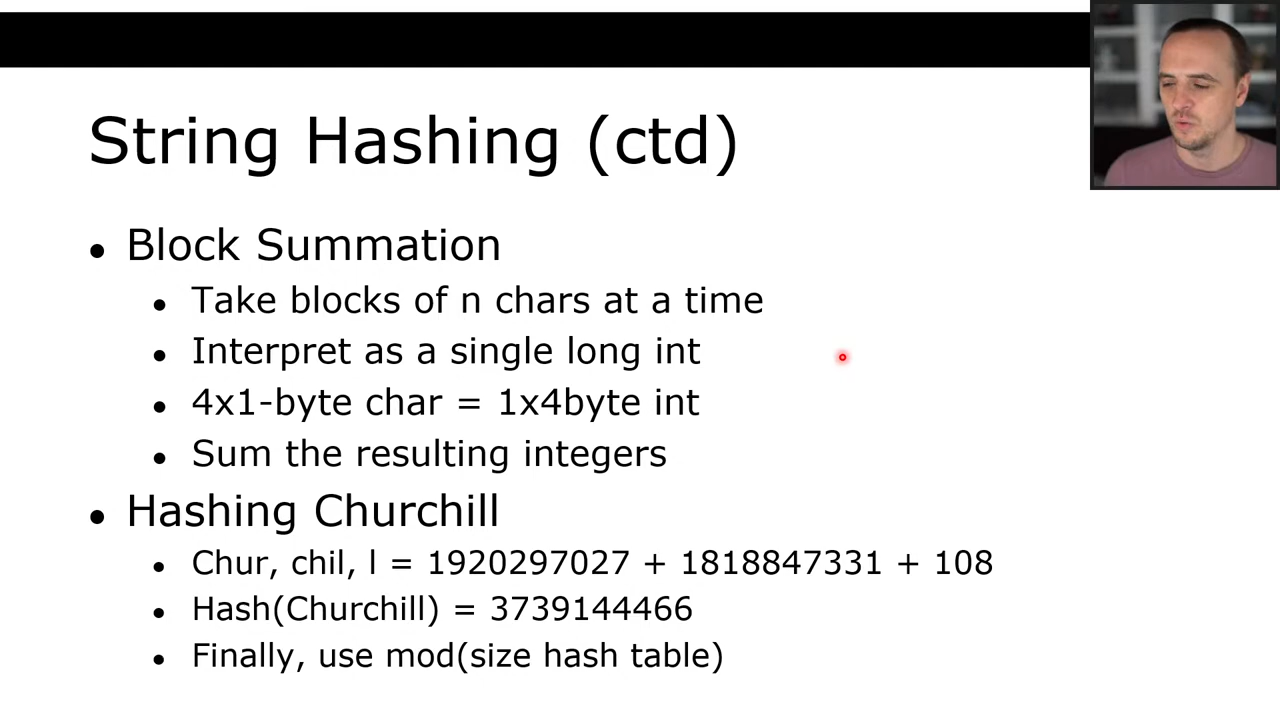 String Hashing (ctd)
• Block Summation
• Take blocks of n chars at a time
• Interpret as a single long int
• 4x1-byte char = 1x4byte int
• Sum the resulting integers
• Hashing Churchill
• Chur, chil, l = 1920297027 + 1818847331 + 108
• Hash(Churchill) = 3739144466
• Finally, use mod(size hash table)